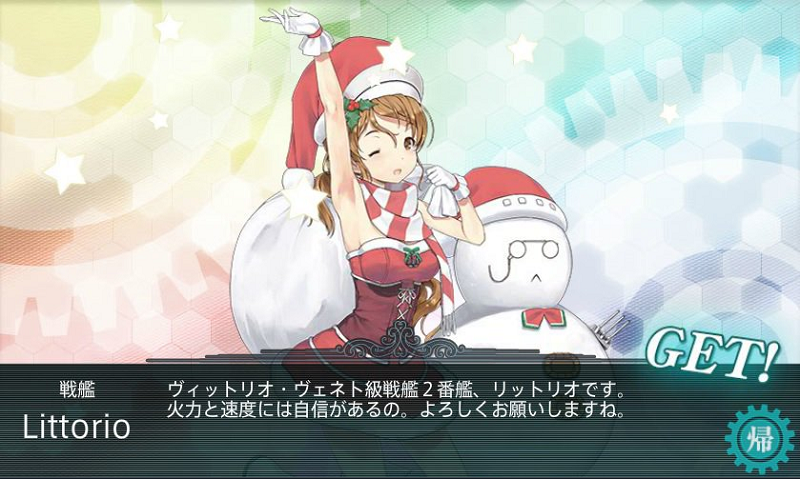 GET!
戦艦
Littorio
ヴィットリオ・ヴェネト級戦艦２番艦、リットリオです。
火力と速度には自信があるの。よろしくお願いしますね。
帰